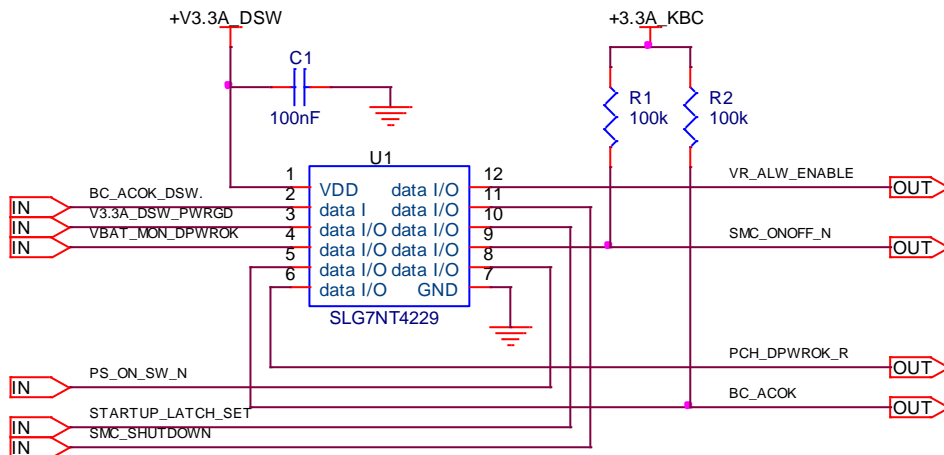 +V3.3A_DSW
+3.3A_KBC
C1
100nF
R1
100k
R2
100k
U1
1
VDD
data I/O
12
VR_ALW_ENABLE
OUT
IN
BC_ACOK_DSW.
2
data I
data I/O
11
IN
V3.3A_DSW_PWRGD
3
data I/O
data I/O
10
IN
VBAT_MON_DPWROK
4
data I/O
data I/O
9
SMC_ONOFF_N
OUT
5
data I/O
data I/O
8
6
data I/O
GND
7
SLG7NT4229
IN
PS_ON_SW_N
PCH_DPWROK_R
OUT
BC_ACOK
OUT
IN
STARTUP_LATCH_SET
IN
SMC_SHUTDOWN